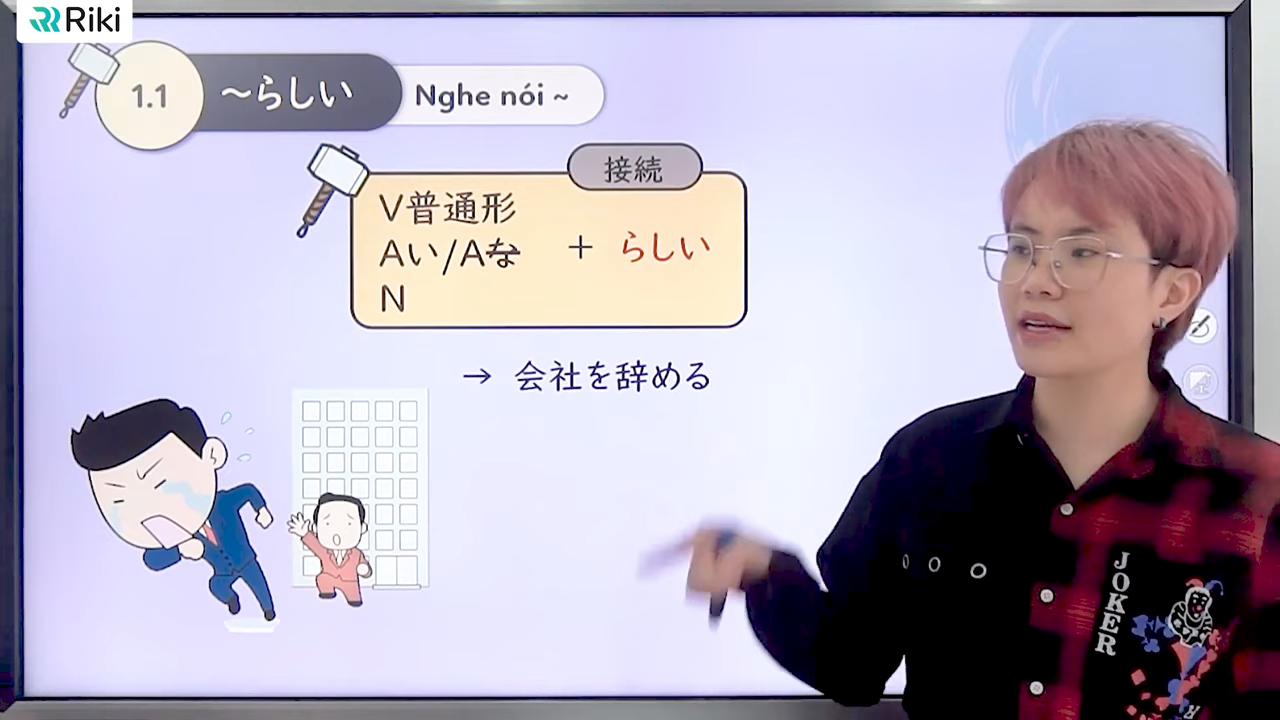 Riki
1.1
～らしい
Nghe nói ~
接続
V普通形
Aい/Aな + らしい
N
→ 会社を辞める
JOKER